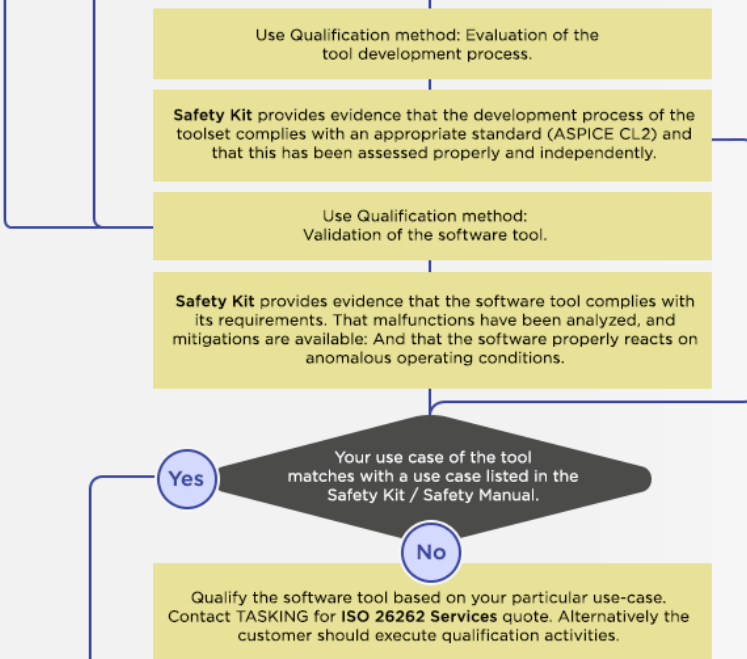 Use Qualification method: Evaluation of the
tool development process.
Safety Kit provides evidence that the development process of the
toolset complies with an appropriate standard (ASPICE CL2) and
that this has been assessed properly and independently.
Use Qualification method:
Validation of the software tool.
Safety Kit provides evidence that the software tool complies with
its requirements. That malfunctions have been analyzed, and
mitigations are available: And that the software properly reacts on
anomalous operating conditions.
Your use case of the tool
matches with a use case listed in the
Safety Kit / Safety Manual.
Yes
No
Qualify the software tool based on your particular use-case.
Contact TASKING for ISO 26262 Services quote. Alternatively the
customer should execute qualification activities.